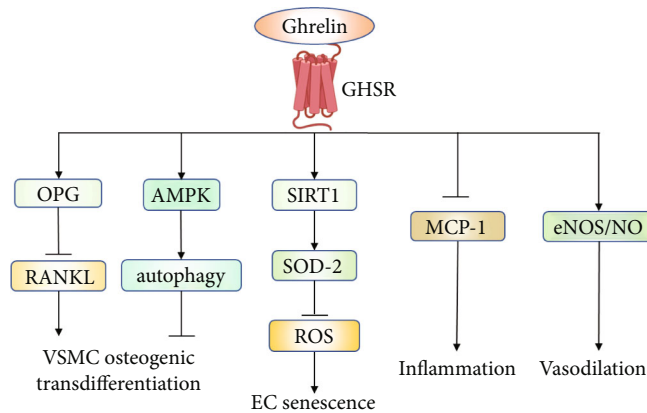 Ghrelin
GHSR
OPG
AMPK
SIRT1
MCP-1
eNOS/NO
RANKL
autophagy
SOD-2
ROS
VSMC osteogenic
transdifferentiation
Inflammation
Vasodilation
EC senescence